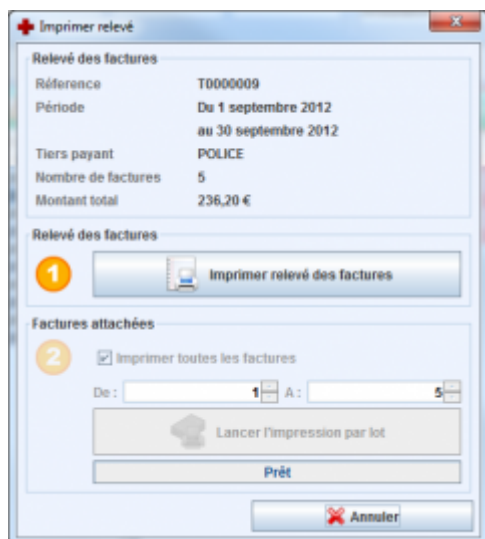 Imprimer relevé
Relevé des factures
Réference T0000009
Période Du 1 septembre 2012
au 30 septembre 2012
Tiers payant POLICE
Nombre de factures 5
Montant total 236,20 €
Relevé des factures
1 Imprimer relevé des factures
Factures attachées
2 Imprimer toutes les factures
De : 1 A : 5
Lancer l'impression par lot
Prêt
Annuler